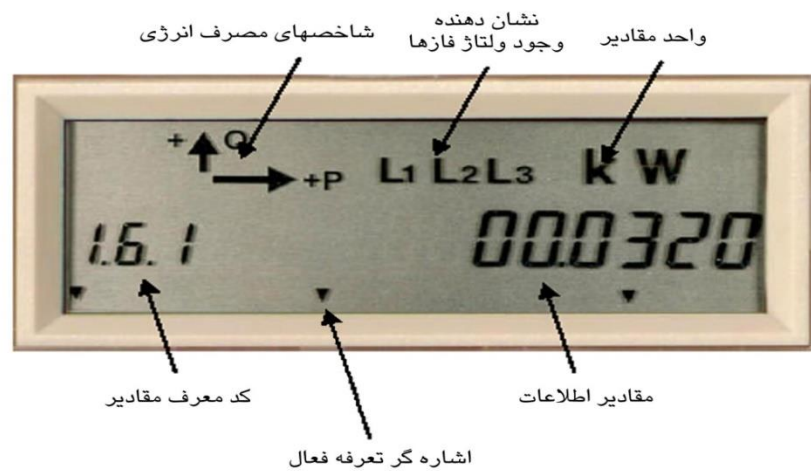 شاخصهای مصرف انرژی
نشان دهنده
وجود ولتاژ فازها
واحد مقادیر
+ Q
+P L1 L2 L3 k W
1.6.1 00.0320
کد معرف مقادیر
مقادیر اطلاعات
اشاره گر تعرفه فعال